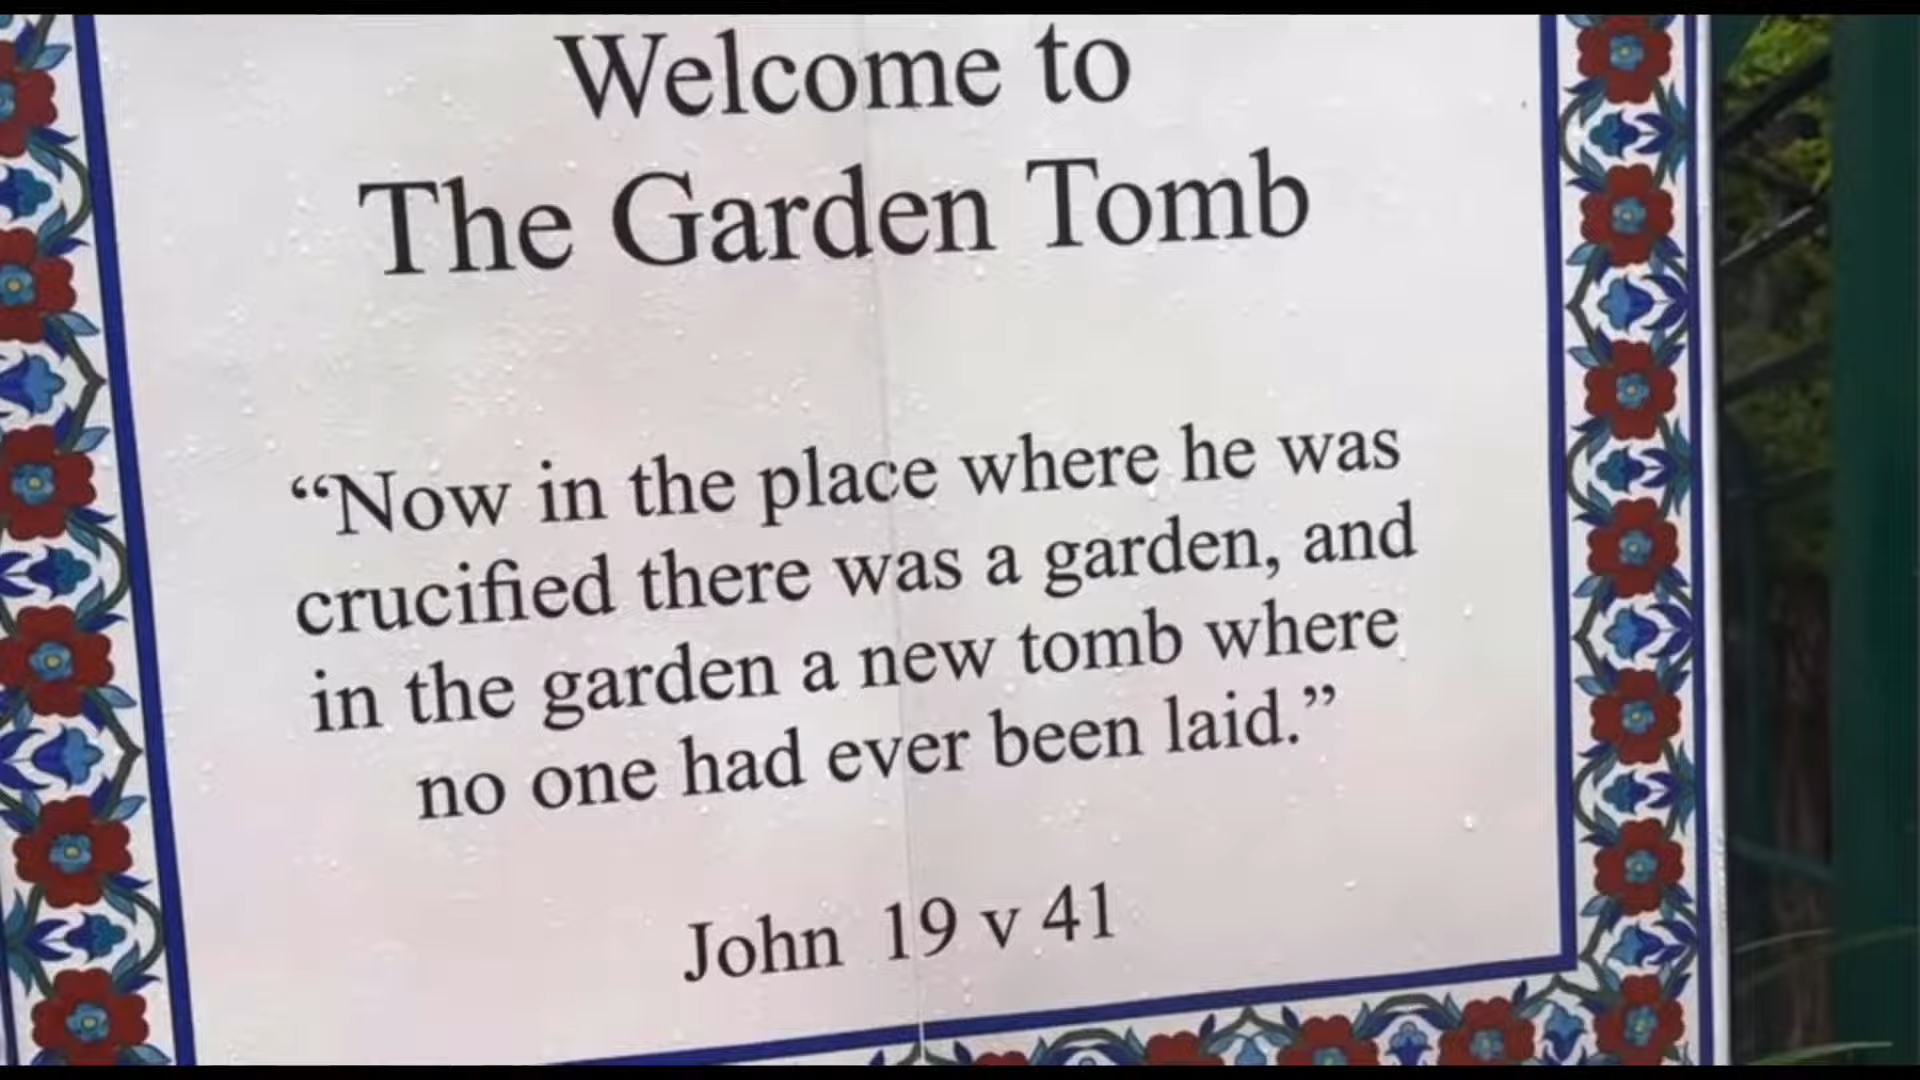 Welcome to
The Garden Tomb
“Now in the place where he was
crucified there was a garden, and
in the garden a new tomb where
no one had ever been laid.”
John 19 v 41